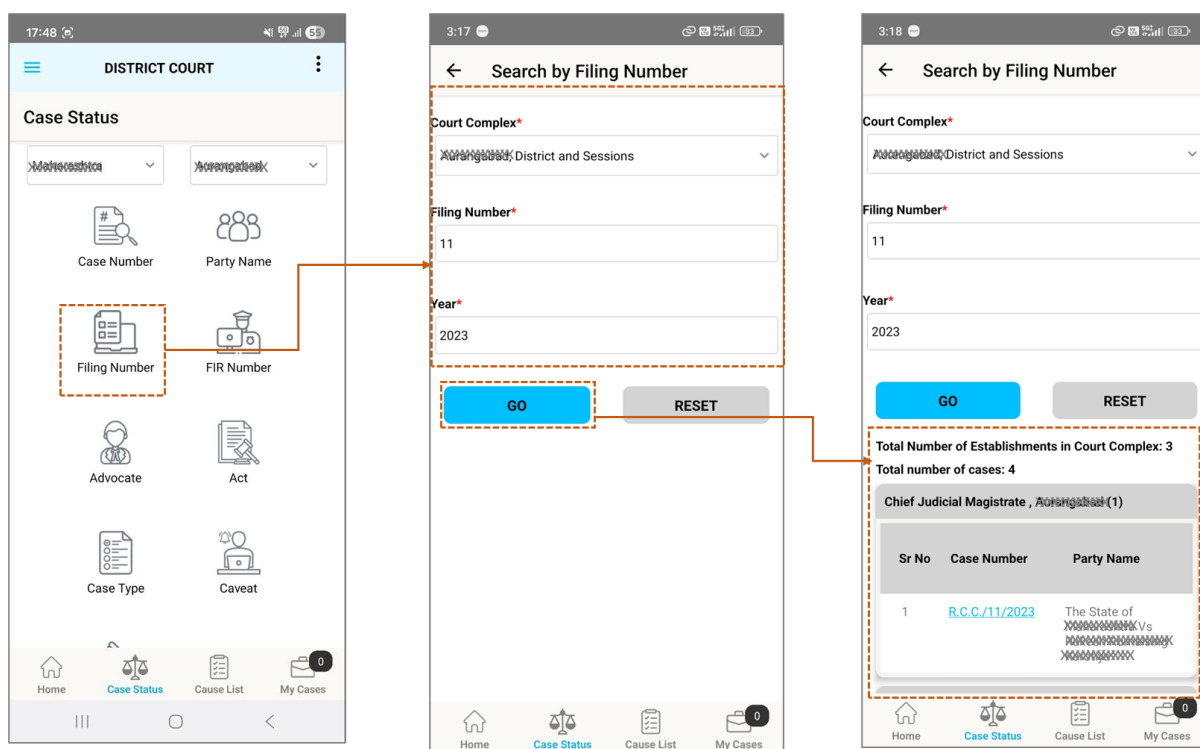 17:48
55
DISTRICT COURT
Case Status
Case Number
Party Name
Filing Number
FIR Number
Advocate
Act
Case Type
Caveat
0
Home
Case Status
Cause List
My Cases
3:17
5G
33
Search by Filing Number
Court Complex*
District and Sessions
Filing Number*
11
Year*
2023
GO
RESET
0
Home
Case Status
Cause List
My Cases
3:18
5G
33
Search by Filing Number
Court Complex*
District and Sessions
Filing Number*
11
Year*
2023
GO
RESET
Total Number of Establishments in Court Complex: 3
Total number of cases: 4
Chief Judicial Magistrate , (1)
Sr No Case Number Party Name
1 R.C.C./11/2023 The State of
Vs
0
Home
Case Status
Cause List
My Cases